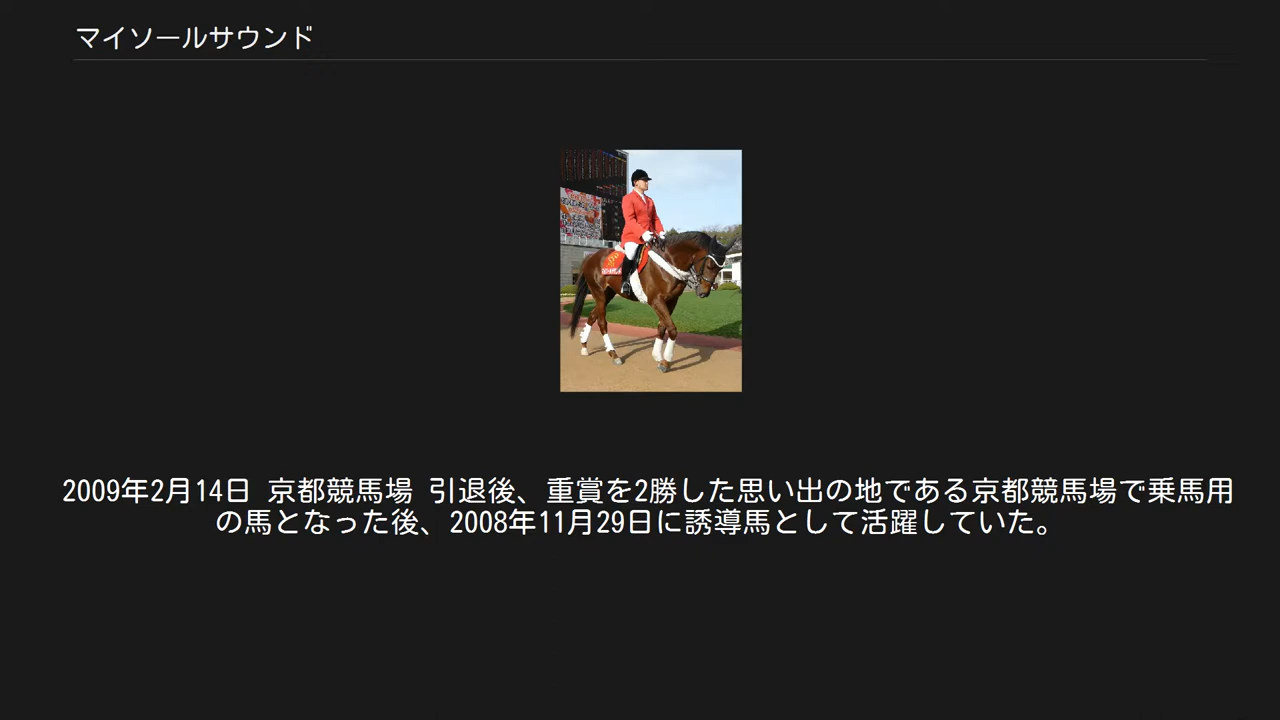 マイソールサウンド
2009年2月14日 京都競馬場 引退後、重賞を2勝した思い出の地である京都競馬場で乗馬用
の馬となった後、2008年11月29日に誘導馬として活躍していた。